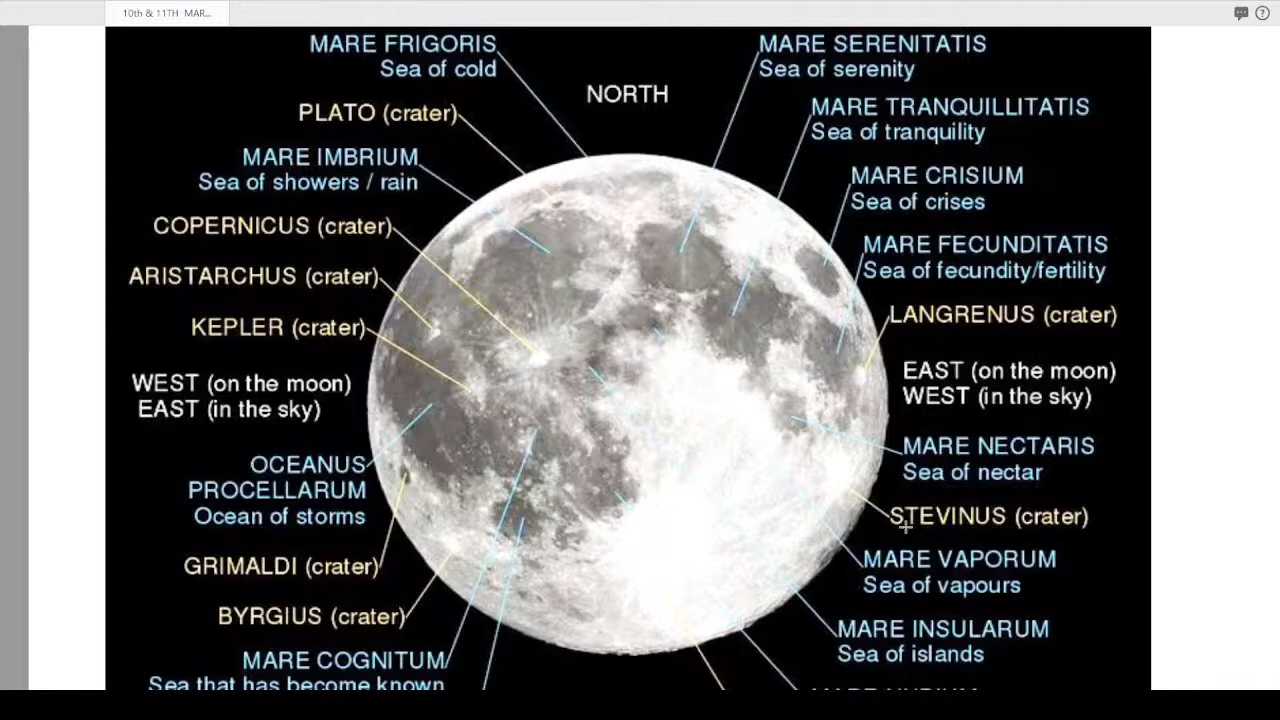 10th & 11TH MAR...
MARE FRIGORIS
Sea of cold
NORTH
PLATO (crater)
MARE IMBRIUM
Sea of showers / rain
COPERNICUS (crater)
ARISTARCHUS (crater)
KEPLER (crater)
WEST (on the moon)
EAST (in the sky)
OCEANUS
PROCELLARUM
Ocean of storms
GRIMALDI (crater)
BYRGIUS (crater)
MARE COGNITUM
Sea that has become known
MARE SERENITATIS
Sea of serenity
MARE TRANQUILLITATIS
Sea of tranquility
MARE CRISIUM
Sea of crises
MARE FECUNDITATIS
Sea of fecundity/fertility
LANGRENUS (crater)
EAST (on the moon)
WEST (in the sky)
MARE NECTARIS
Sea of nectar
STEVINUS (crater)
MARE VAPORUM
Sea of vapours
MARE INSULARUM
Sea of islands